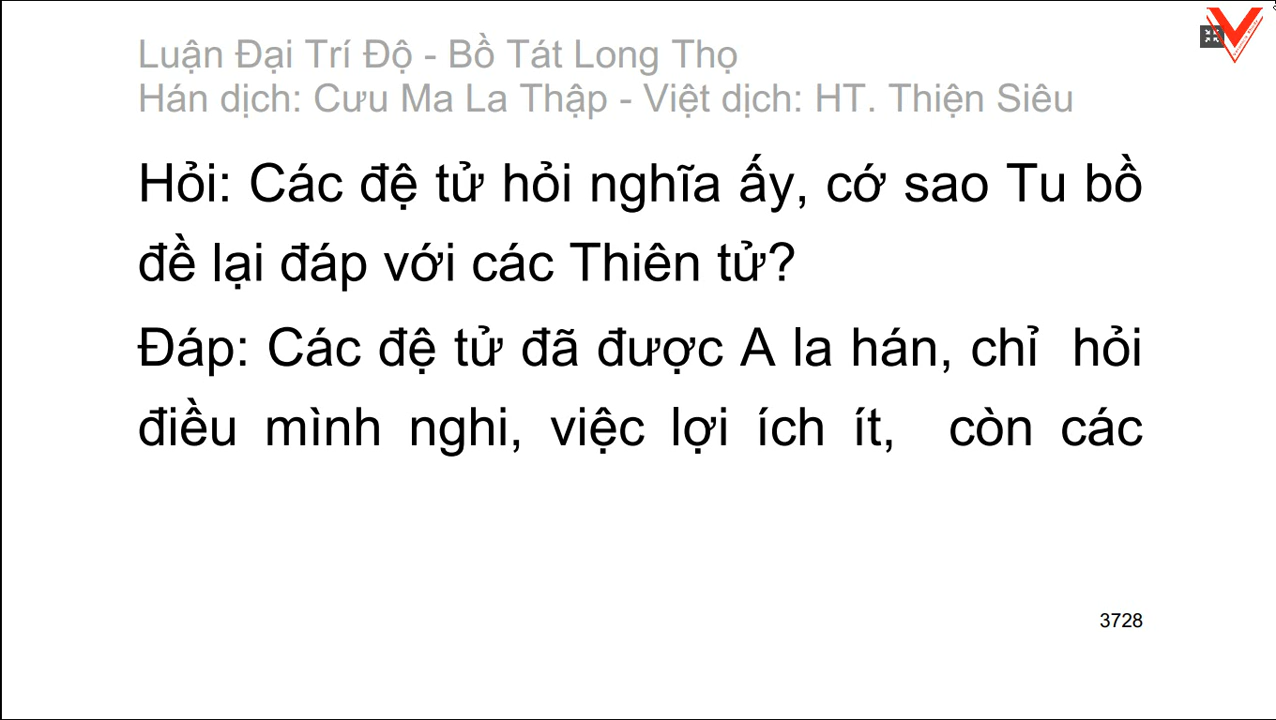 Luận Đại Trí Độ - Bồ Tát Long Thọ
Hán dịch: Cưu Ma La Thập - Việt dịch: HT. Thiện Siêu
Hỏi: Các đệ tử hỏi nghĩa ấy, cớ sao Tu bồ
đề lại đáp với các Thiên tử?
Đáp: Các đệ tử đã được A la hán, chỉ hỏi
điều mình nghi, việc lợi ích ít, còn các
3728